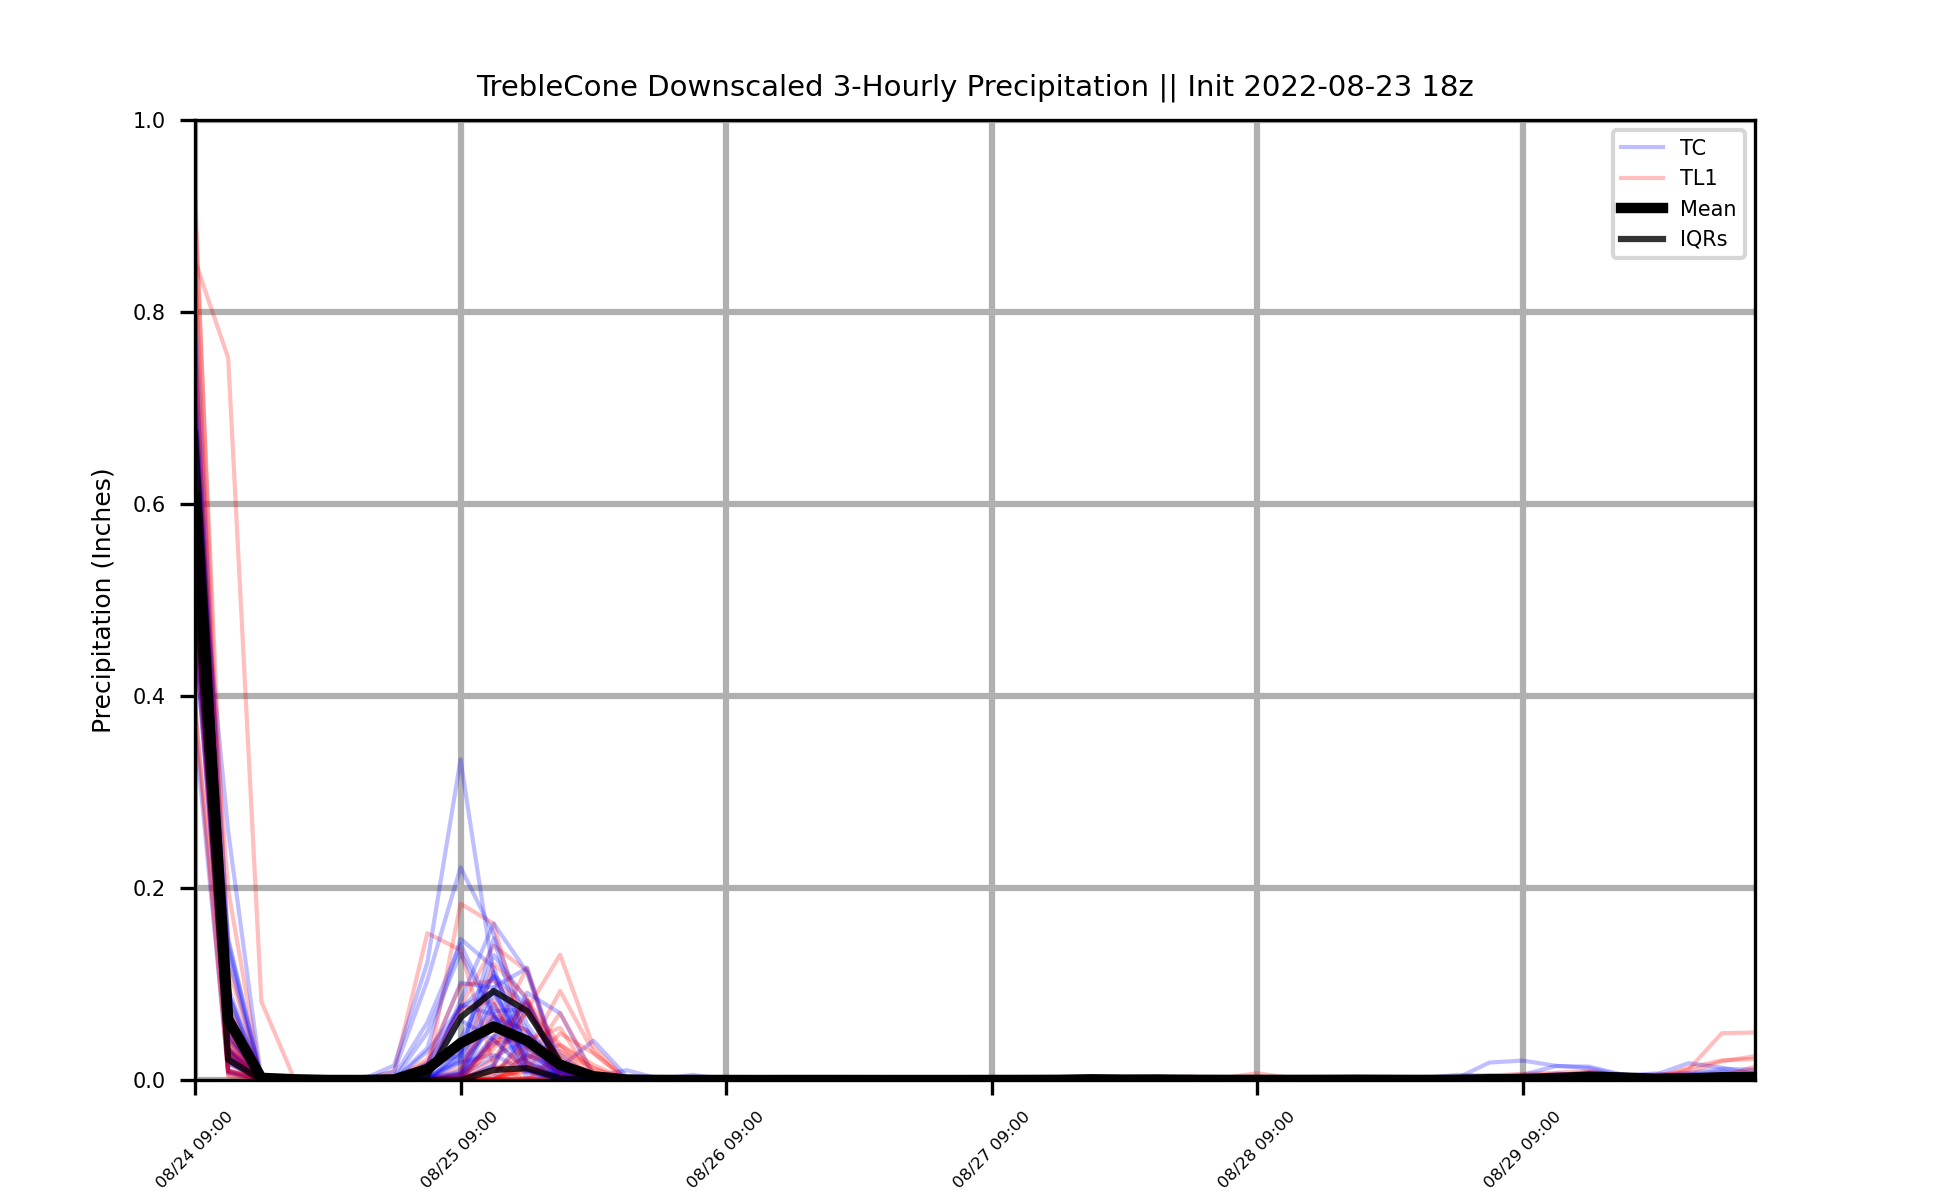 TrebleCone Downscaled 3-Hourly Precipitation || Init 2022-08-23 18z
Precipitation (Inches)
1.0
0.8
0.6
0.4
0.2
0.0
TC
TL1
Mean
IQRs
08/24 09:00
08/25 09:00
08/26 09:00
08/27 09:00
08/28 09:00
08/29 09:00